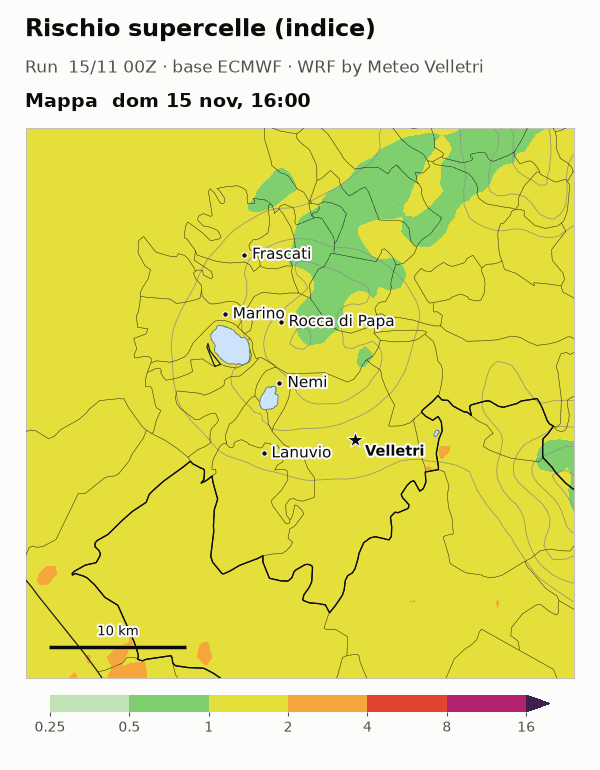 Rischio supercelle (indice)
Run  15/11 00Z · base ECMWF · WRF by Meteo Velletri
Mappa  dom 15 nov, 16:00
Frascati
Marino
Rocca di Papa
Nemi
Velletri
Lanuvio
10 km
0.25 0.5 1 2 4 8 16